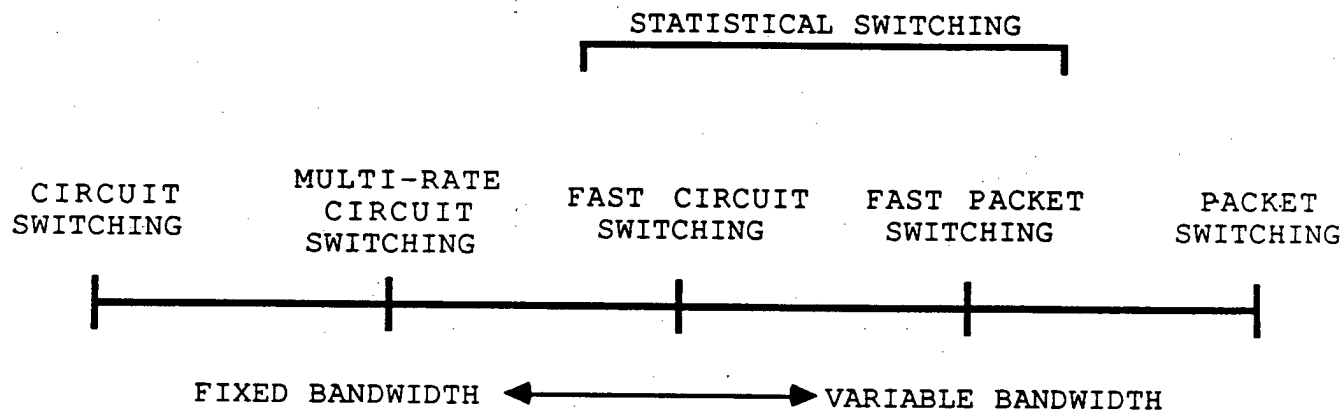 STATISTICAL SWITCHING
CIRCUIT
SWITCHING
MULTI-RATE
CIRCUIT
SWITCHING
FAST CIRCUIT
SWITCHING
FAST PACKET
SWITCHING
PACKET
SWITCHING
FIXED BANDWIDTH
VARIABLE BANDWIDTH